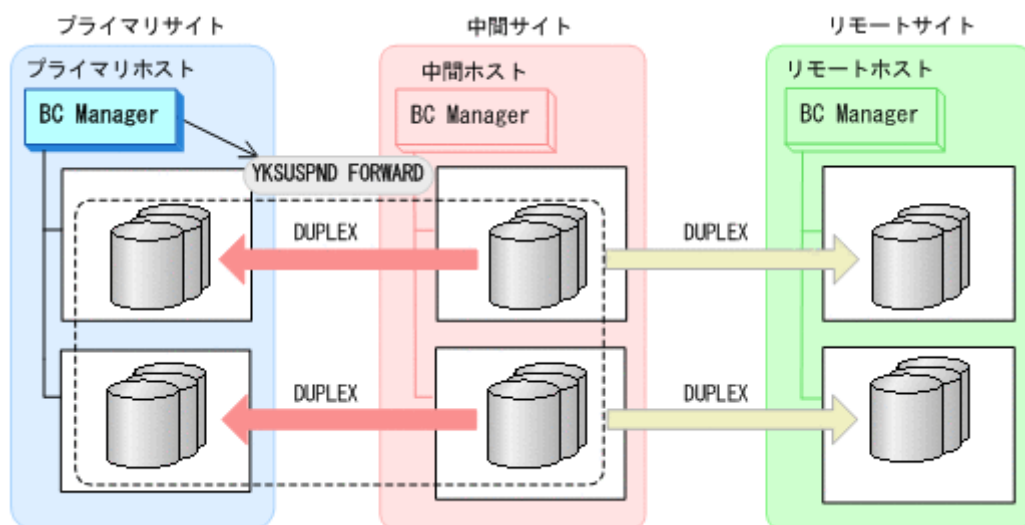 プライマリサイト
中間サイト
リモートサイト
プライマリホスト
中間ホスト
リモートホスト
BC Manager
BC Manager
BC Manager
YKSUSPND FORWARD
DUPLEX
DUPLEX
DUPLEX
DUPLEX